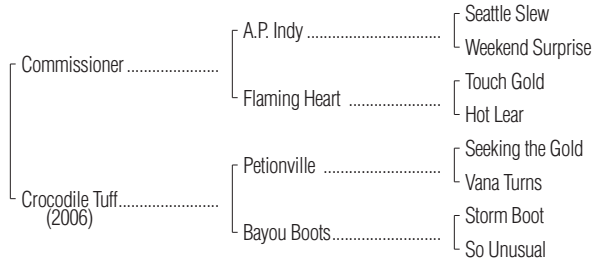 Seattle Slew
A.P. Indy ........................
Weekend Surprise
Commissioner ................
Touch Gold
Flaming Heart ................
Hot Lear
Seeking the Gold
Petionville .....................
Vana Turns
Crocodile Tuff..................
(2006)
Storm Boot
Bayou Boots...................
So Unusual